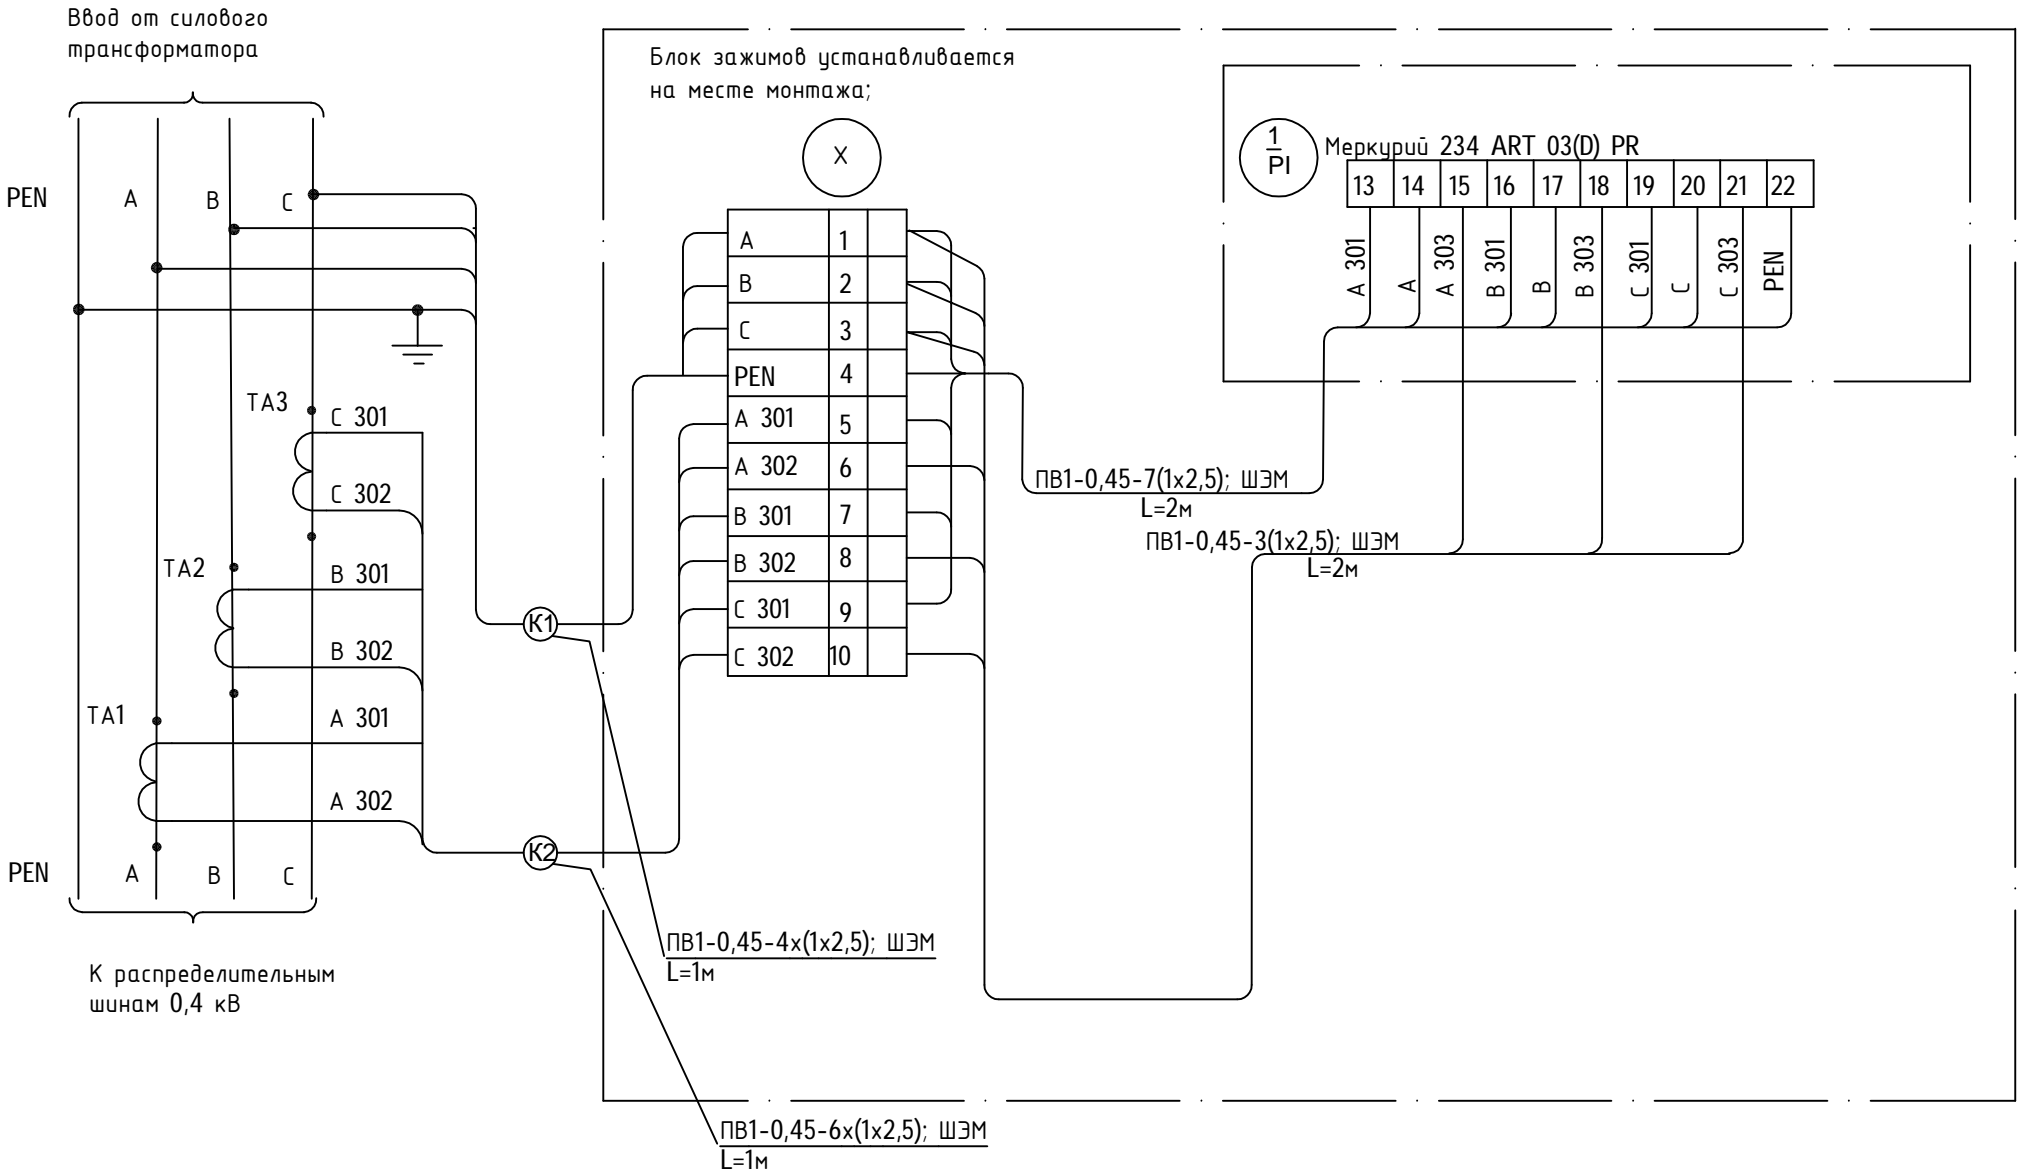 Ввод от силового
трансформатора
PEN
A
B
C
Блок зажимов устанавливается
на месте монтажа;
X
1
PI
Меркурий 234 ART 03(D) PR
13 14 15 16 17 18 19 20 21 22
A 301
A
A 303
B 301
B
B 303
C 301
C
C 303
PEN
A 1
B 2
C 3
PEN 4
A 301 5
A 302 6
B 301 7
B 302 8
C 301 9
C 302 10
ТА3
C 301
C 302
ТА2
B 301
B 302
ТА1
A 301
A 302
К1
К2
ПВ1-0,45-7(1х2,5); ШЭМ
L=2м
ПВ1-0,45-3(1х2,5); ШЭМ
L=2м
PEN
A
B
C
К распределительным
шинам 0,4 кВ
ПВ1-0,45-4х(1х2,5); ШЭМ
L=1м
ПВ1-0,45-6х(1х2,5); ШЭМ
L=1м